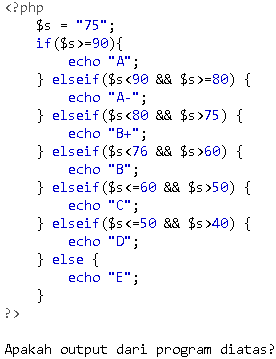 <?php
    $s = "75";
    if($s>=90){
        echo "A";
    } elseif($s<90 && $s>=80) {
        echo "A-";
    } elseif($s<80 && $s>75) {
        echo "B+";
    } elseif($s<76 && $s>60) {
        echo "B";
    } elseif($s<=60 && $s>50) {
        echo "C";
    } elseif($s<=50 && $s>40) {
        echo "D";
    } else {
        echo "E";
    }
?>
Apakah output dari program diatas?